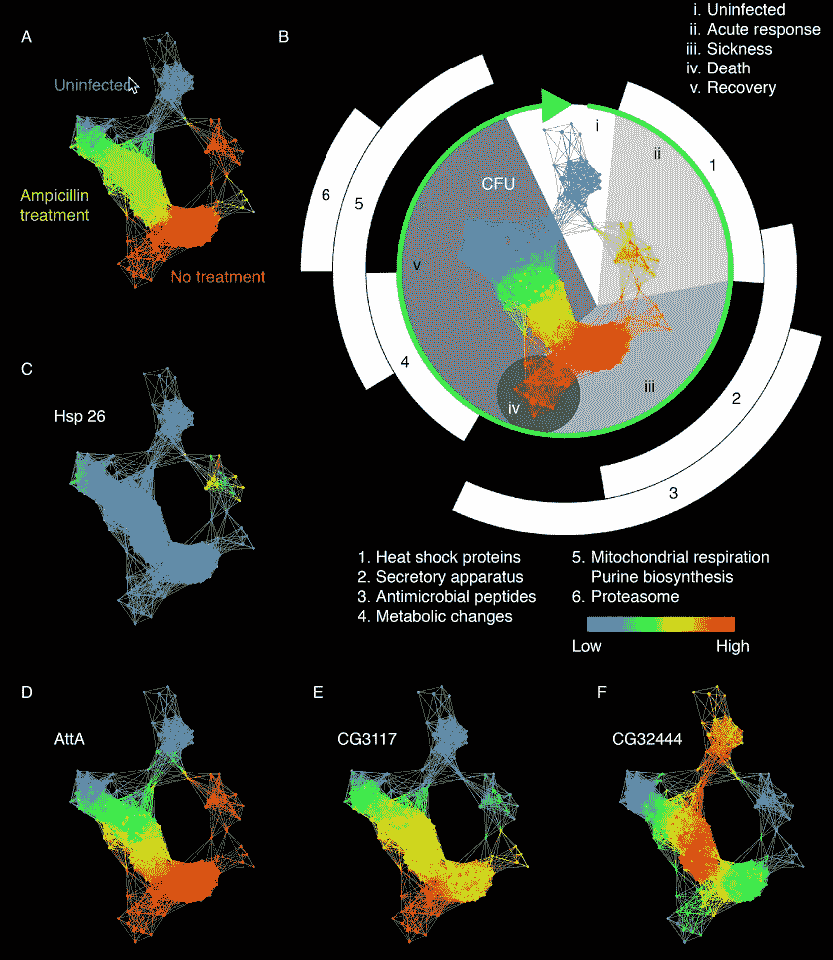 A
B
i. Uninfected
ii. Acute response
iii. Sickness
iv. Death
v. Recovery
Uninfected
Ampicillin
treatment
No treatment
CFU
i
ii
iii
iv
v
1
2
3
4
5
6
C
Hsp 26
1. Heat shock proteins
2. Secretory apparatus
3. Antimicrobial peptides
4. Metabolic changes
5. Mitochondrial respiration
Purine biosynthesis
6. Proteasome
Low
High
D
AttA
E
CG3117
F
CG32444